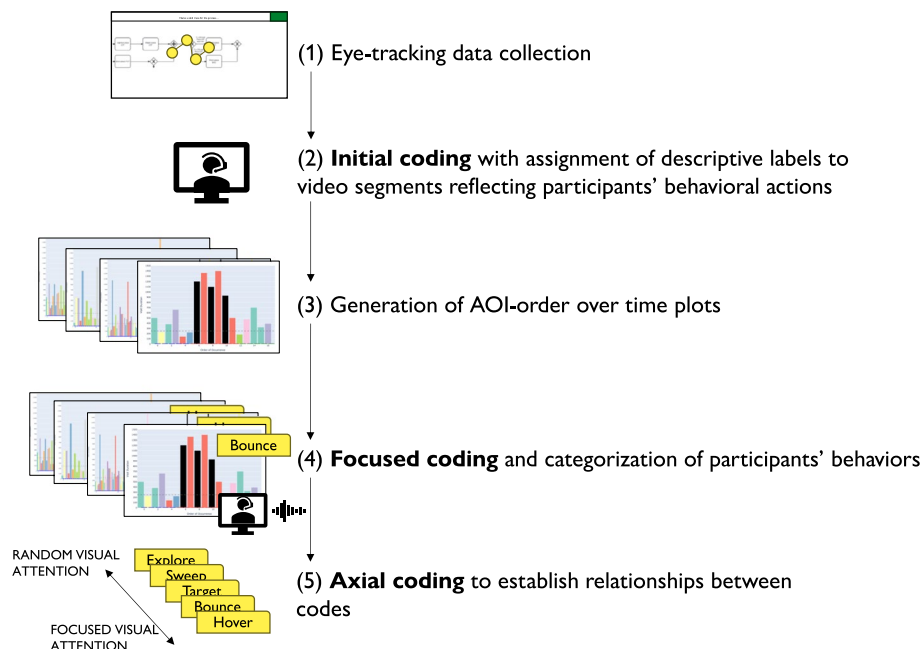 (1) Eye-tracking data collection
(2) Initial coding with assignment of descriptive labels to
video segments reflecting participants' behavioral actions
(3) Generation of AOI-order over time plots
Bounce
(4) Focused coding and categorization of participants' behaviors
RANDOM VISUAL
ATTENTION
Explore
Sweep
Target
Bounce
Hover
FOCUSED VISUAL
ATTENTION
(5) Axial coding to establish relationships between
codes